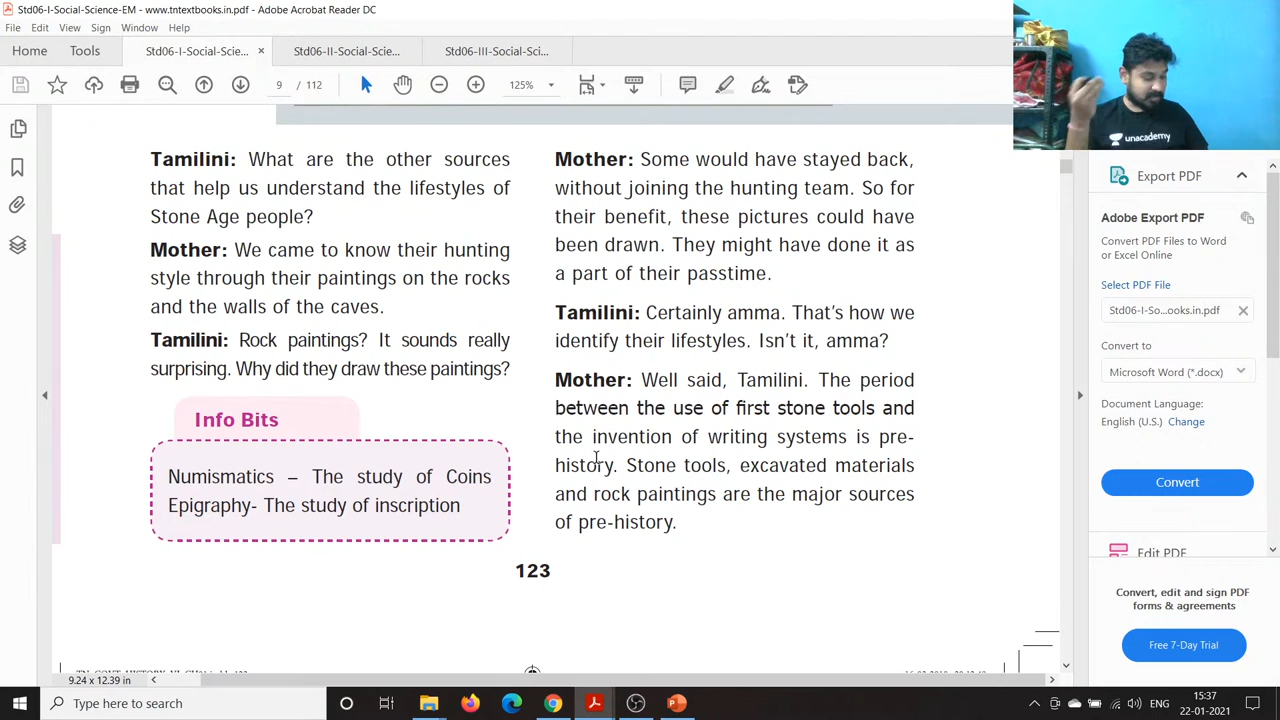 Std06-I-Social-Science-EM - www.tntextbooks.in.pdf - Adobe Acrobat Reader DC
File Edit View Sign Window Help
Home Tools Std06-I-Social-Scie... × Std06-II-Social-Scie... Std06-III-Social-Sci...
9 / 112 125%
unacademy
Tamilini: What are the other sources
that help us understand the lifestyles of
Stone Age people?
Mother: We came to know their hunting
style through their paintings on the rocks
and the walls of the caves.
Tamilini: Rock paintings? It sounds really
surprising. Why did they draw these paintings?
Info Bits
Numismatics – The study of Coins
Epigraphy- The study of inscription
Mother: Some would have stayed back,
without joining the hunting team. So for
their benefit, these pictures could have
been drawn. They might have done it as
a part of their passtime.
Tamilini: Certainly amma. That's how we
identify their lifestyles. Isn't it, amma?
Mother: Well said, Tamilini. The period
between the use of first stone tools and
the invention of writing systems is pre-
history. Stone tools, excavated materials
and rock paintings are the major sources
of pre-history.
123
9.24 x 12.39 in
Export PDF
Adobe Export PDF
Convert PDF Files to Word
or Excel Online
Select PDF File
Std06-I-So...ooks.in.pdf
Convert to
Microsoft Word (*.docx)
Document Language:
English (U.S.) Change
Convert
Edit PDF
Convert, edit and sign PDF
forms & agreements
Free 7-Day Trial
Type here to search
ENG
15:37
22-01-2021